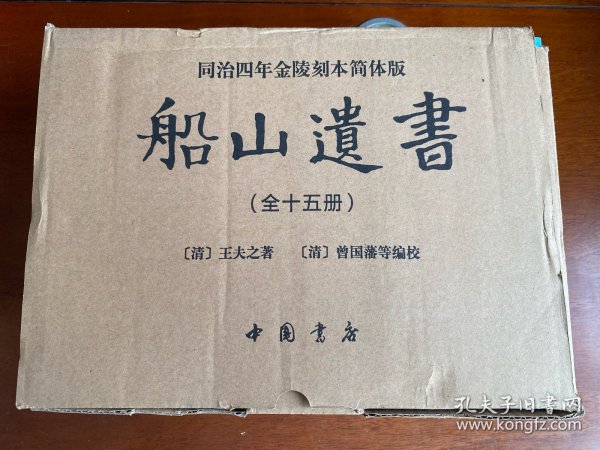 同治四年金陵刻本简体版
船山遺書
（全十五册）
〔清〕王夫之著 〔清〕曾国藩等编校
中国书店
孔夫子旧书网
www.kongfz.com